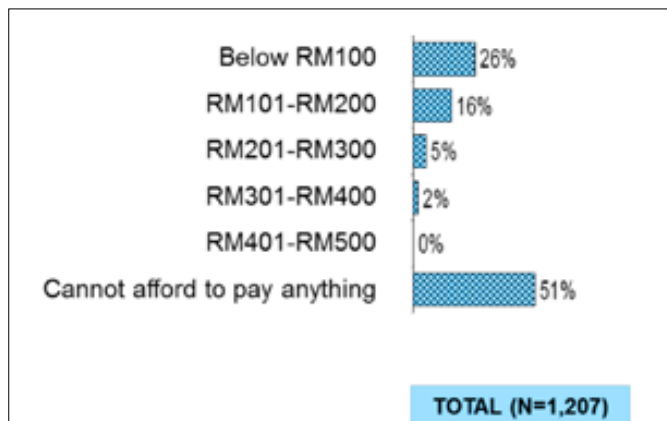 Below RM100 26%
RM101-RM200 16%
RM201-RM300 5%
RM301-RM400 2%
RM401-RM500 0%
Cannot afford to pay anything 51%
TOTAL (N=1,207)